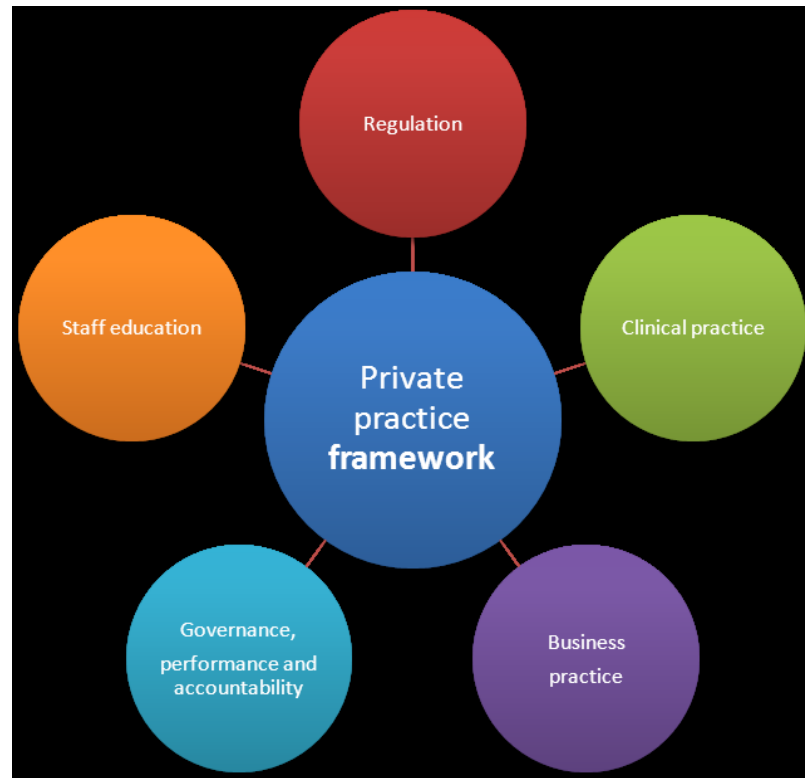 Regulation
Staff education
Clinical practice
Private
practice
framework
Governance,
performance and
accountability
Business
practice